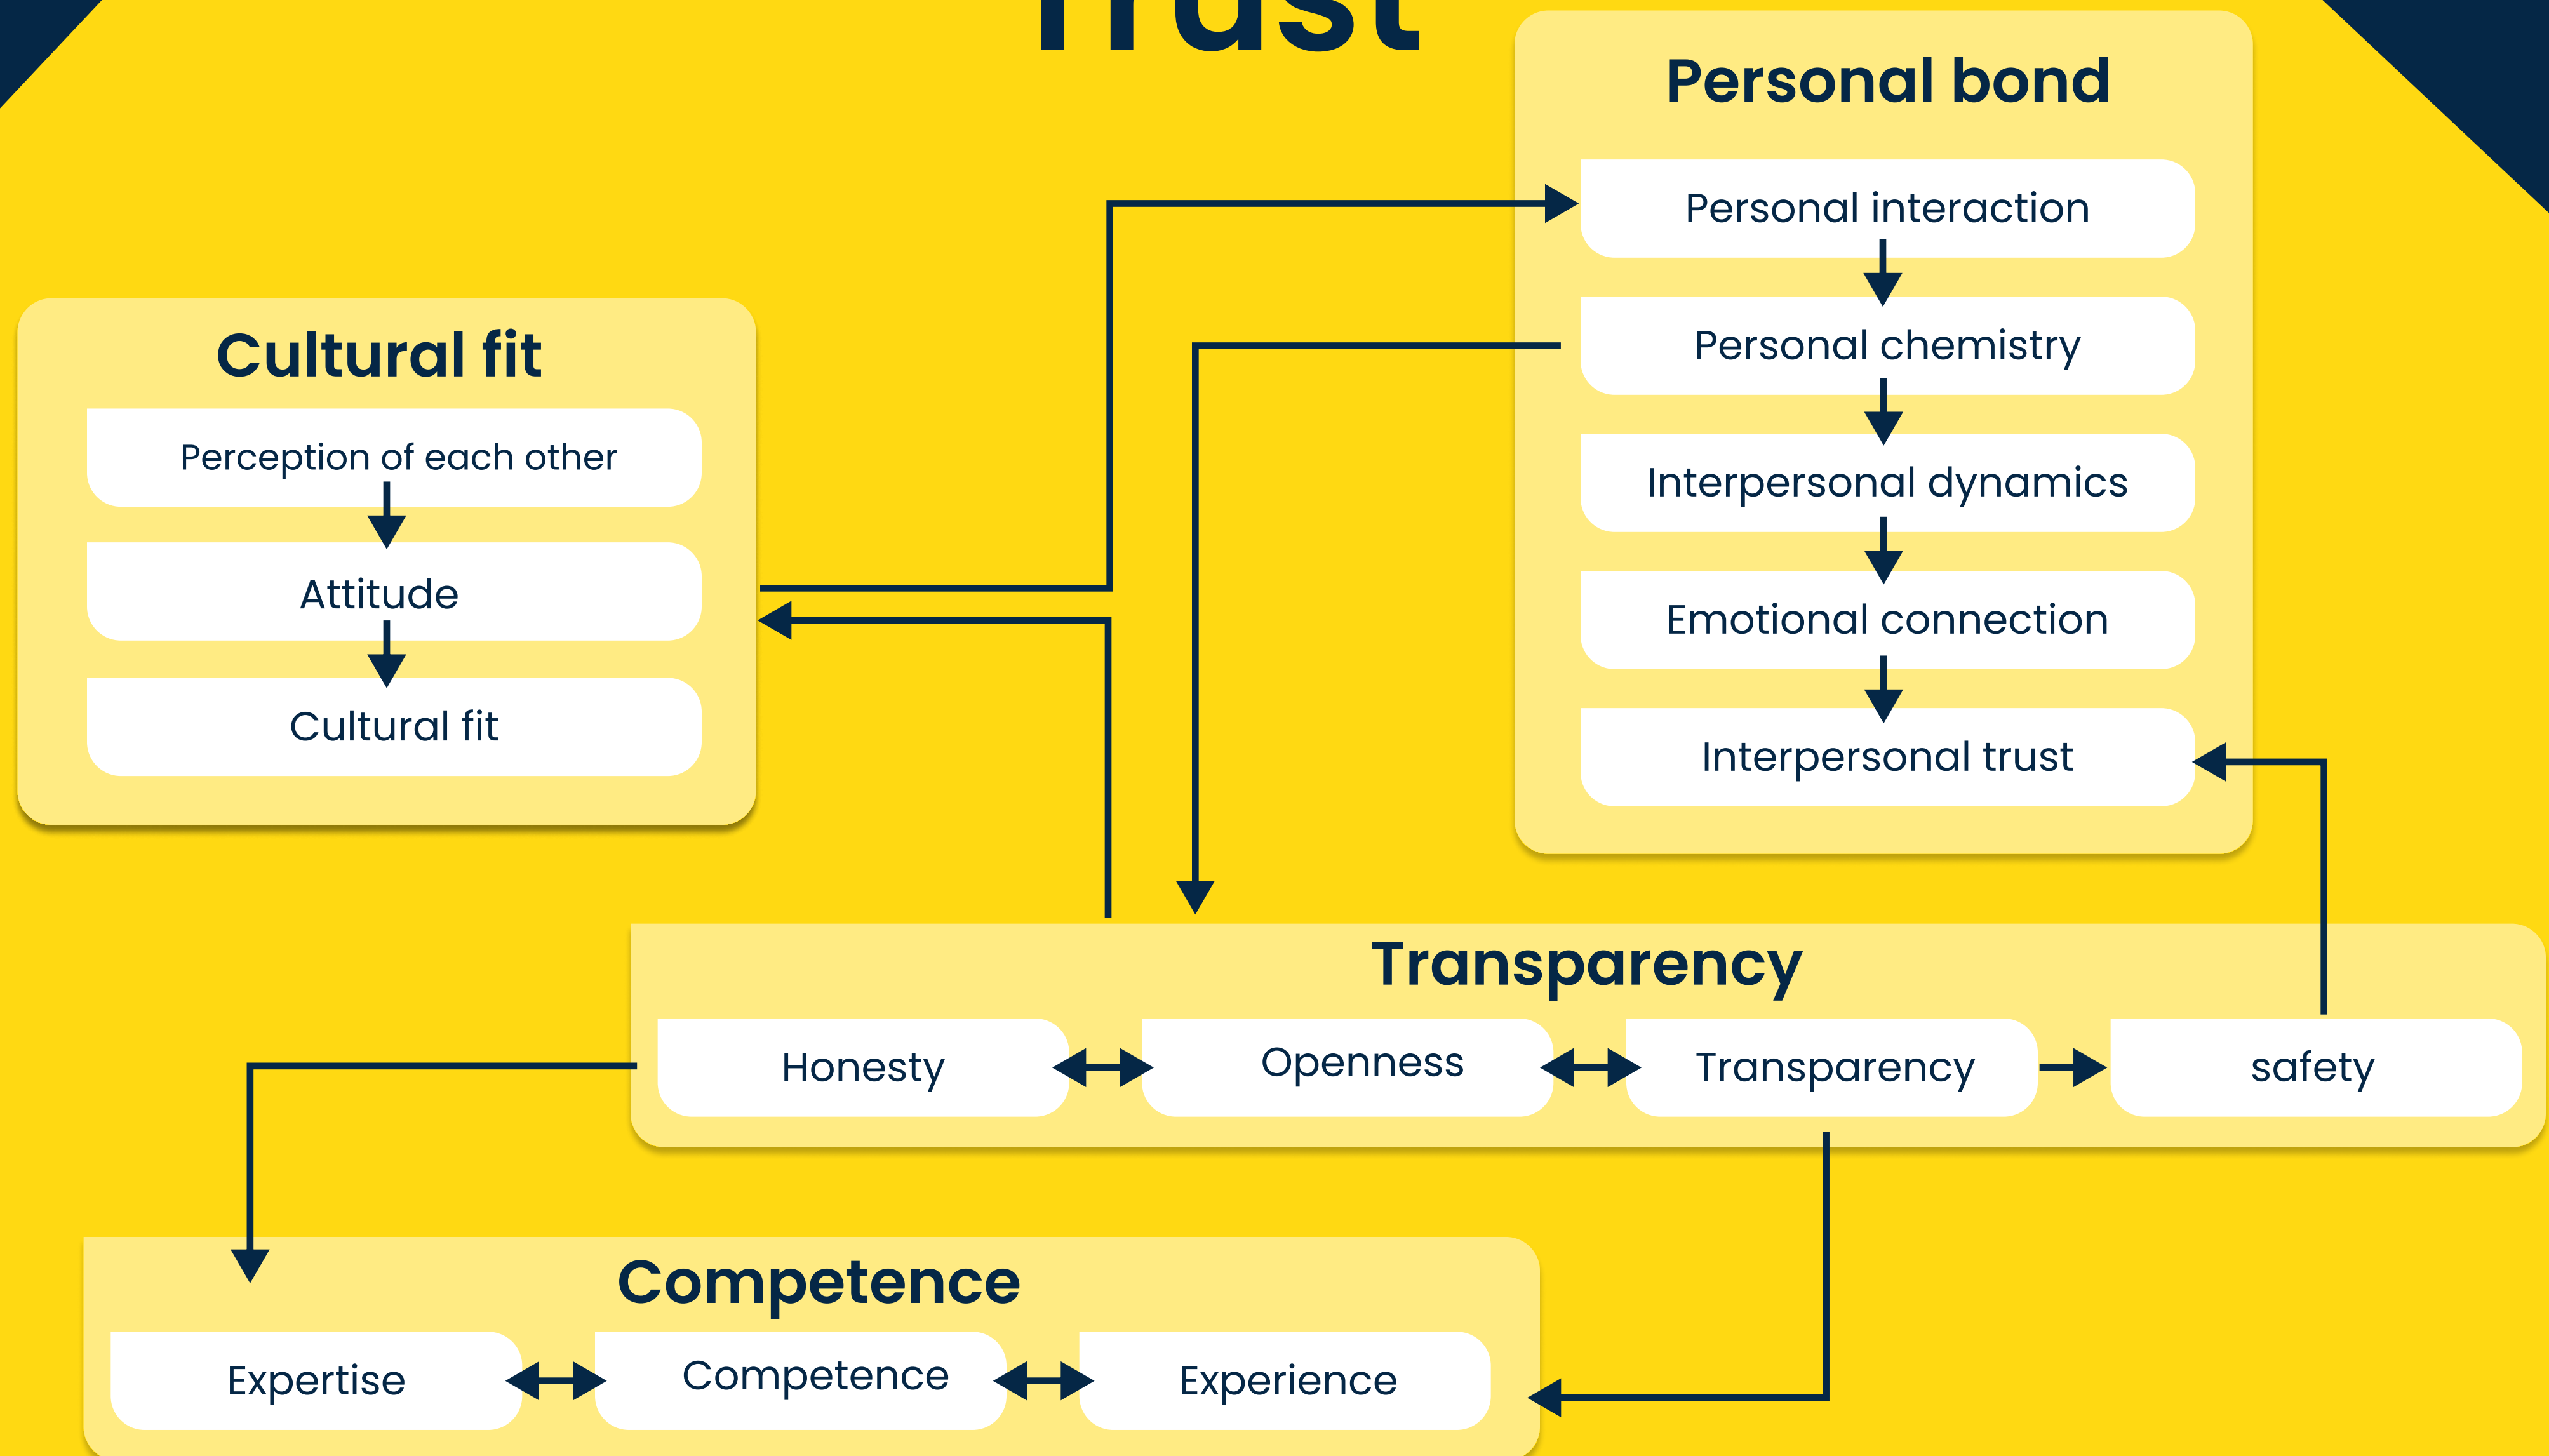 Trust
Personal bond
Personal interaction
Personal chemistry
Interpersonal dynamics
Emotional connection
Interpersonal trust
Cultural fit
Perception of each other
Attitude
Cultural fit
Transparency
Honesty
Openness
Transparency
safety
Competence
Expertise
Competence
Experience